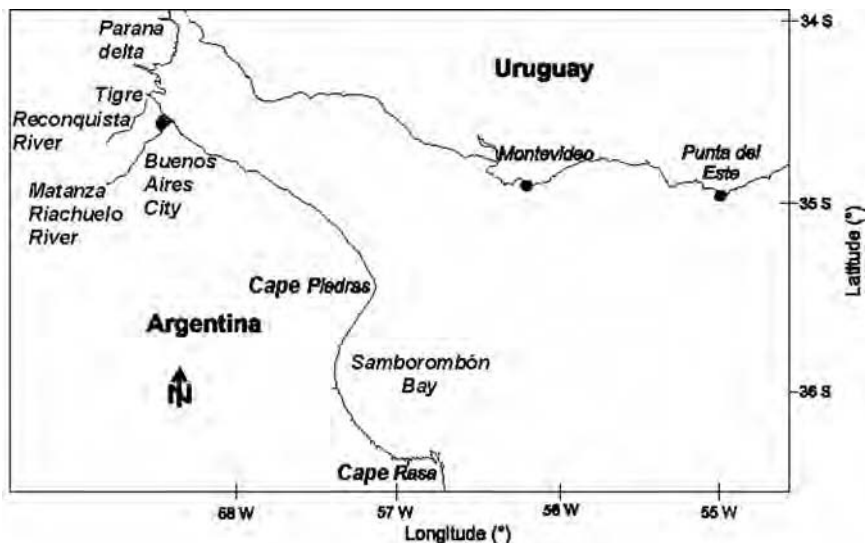 Parana
delta
34 S
Uruguay
Tigre
Reconquista
River
Montevideo
Punta del
Este
Buenos
Aires
City
Matanza
Riachuelo
River
35 S
Latitude (°)
Cape Piedras
Argentina
Samborombón
Bay
N
36 S
Cape Rasa
58 W
57 W
56 W
55 W
Longitude (°)